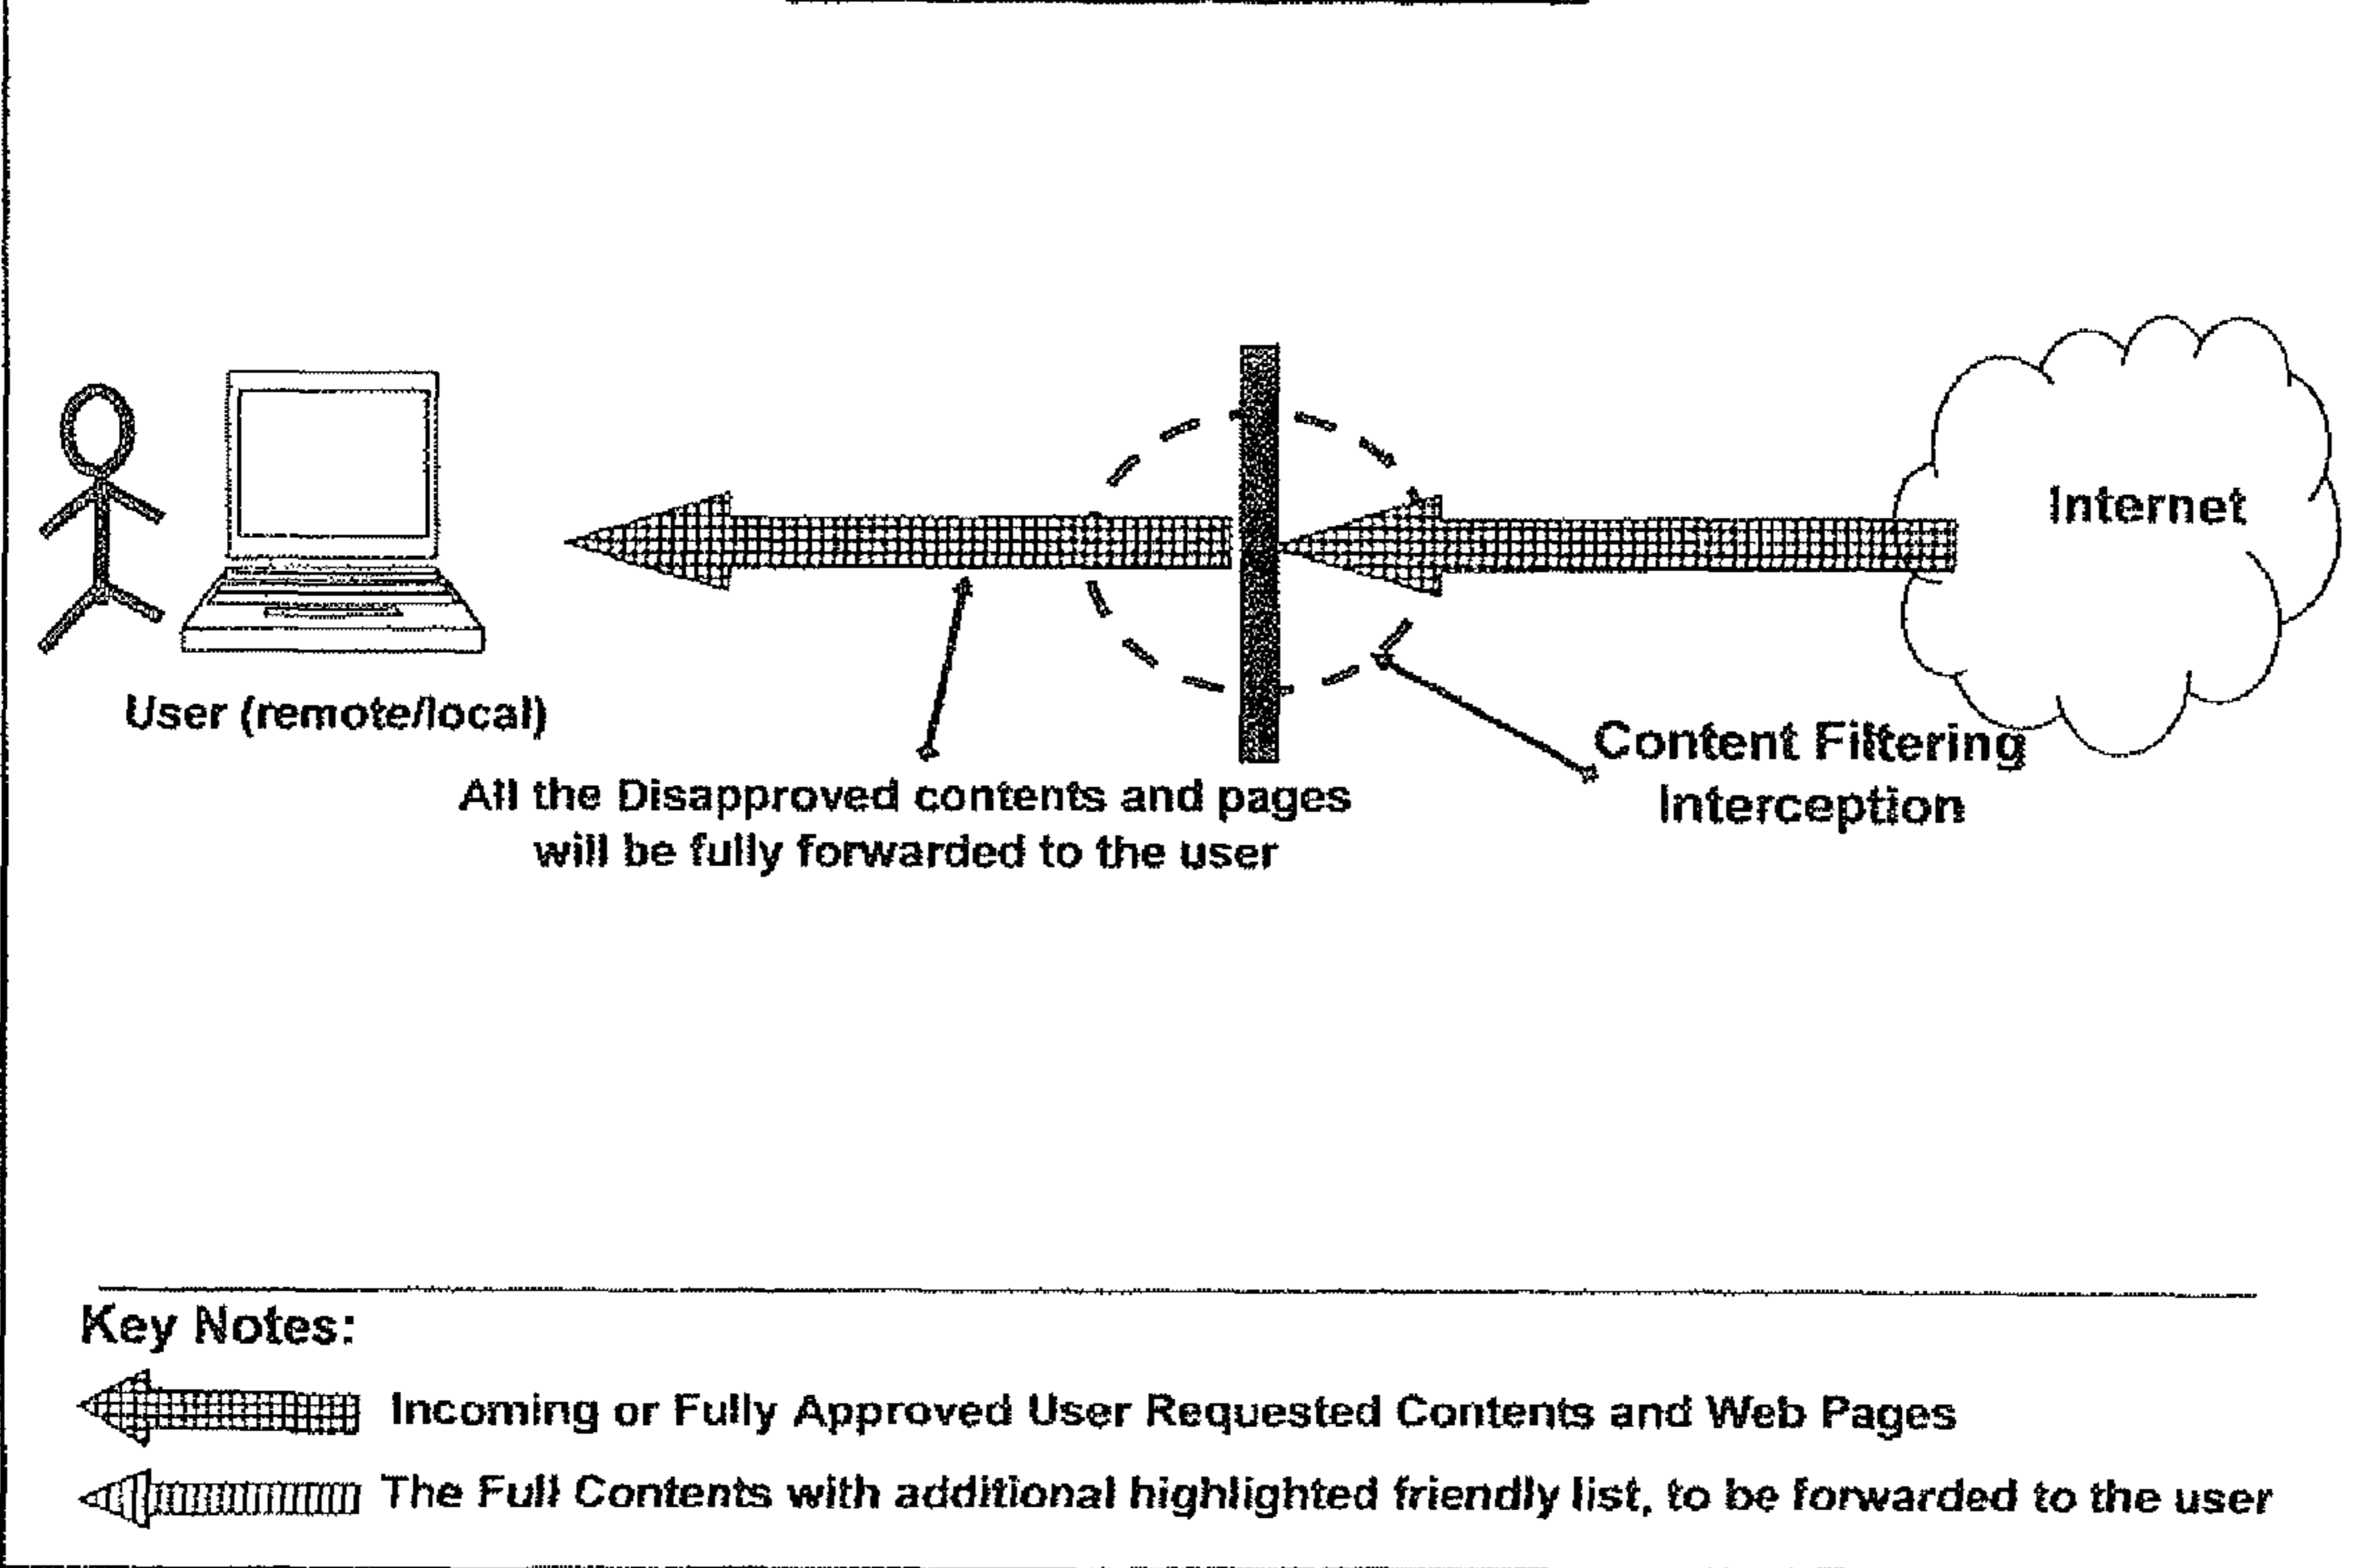 Internet
User (remote/local)
Content Filtering
Interception
All the Disapproved contents and pages
will be fully forwarded to the user
Key Notes:
Incoming or Fully Approved User Requested Contents and Web Pages
The Full Contents with additional highlighted friendly list, to be forwarded to the user